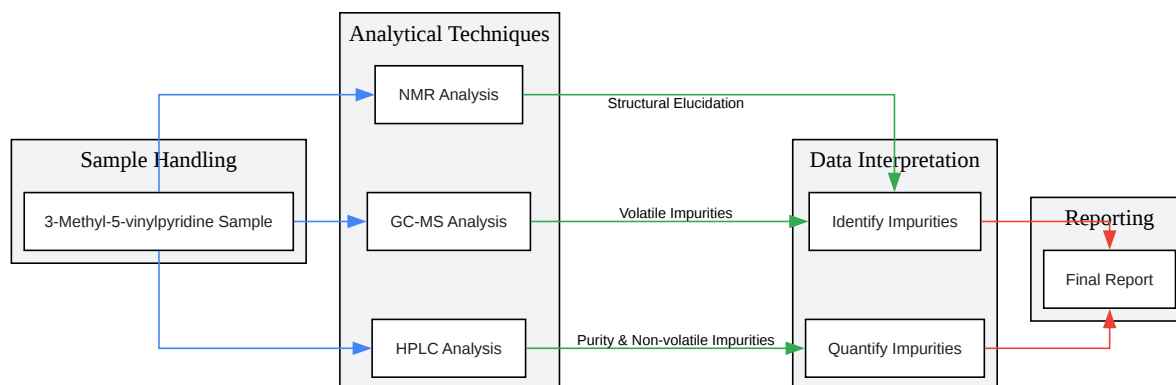 Analytical Techniques
NMR Analysis
Structural Elucidation
Sample Handling
Data Interpretation
3-Methyl-5-vinylpyridine Sample
GC-MS Analysis
Volatile Impurities
Identify Impurities
Reporting
Final Report
HPLC Analysis
Purity & Non-volatile Impurities
Quantify Impurities